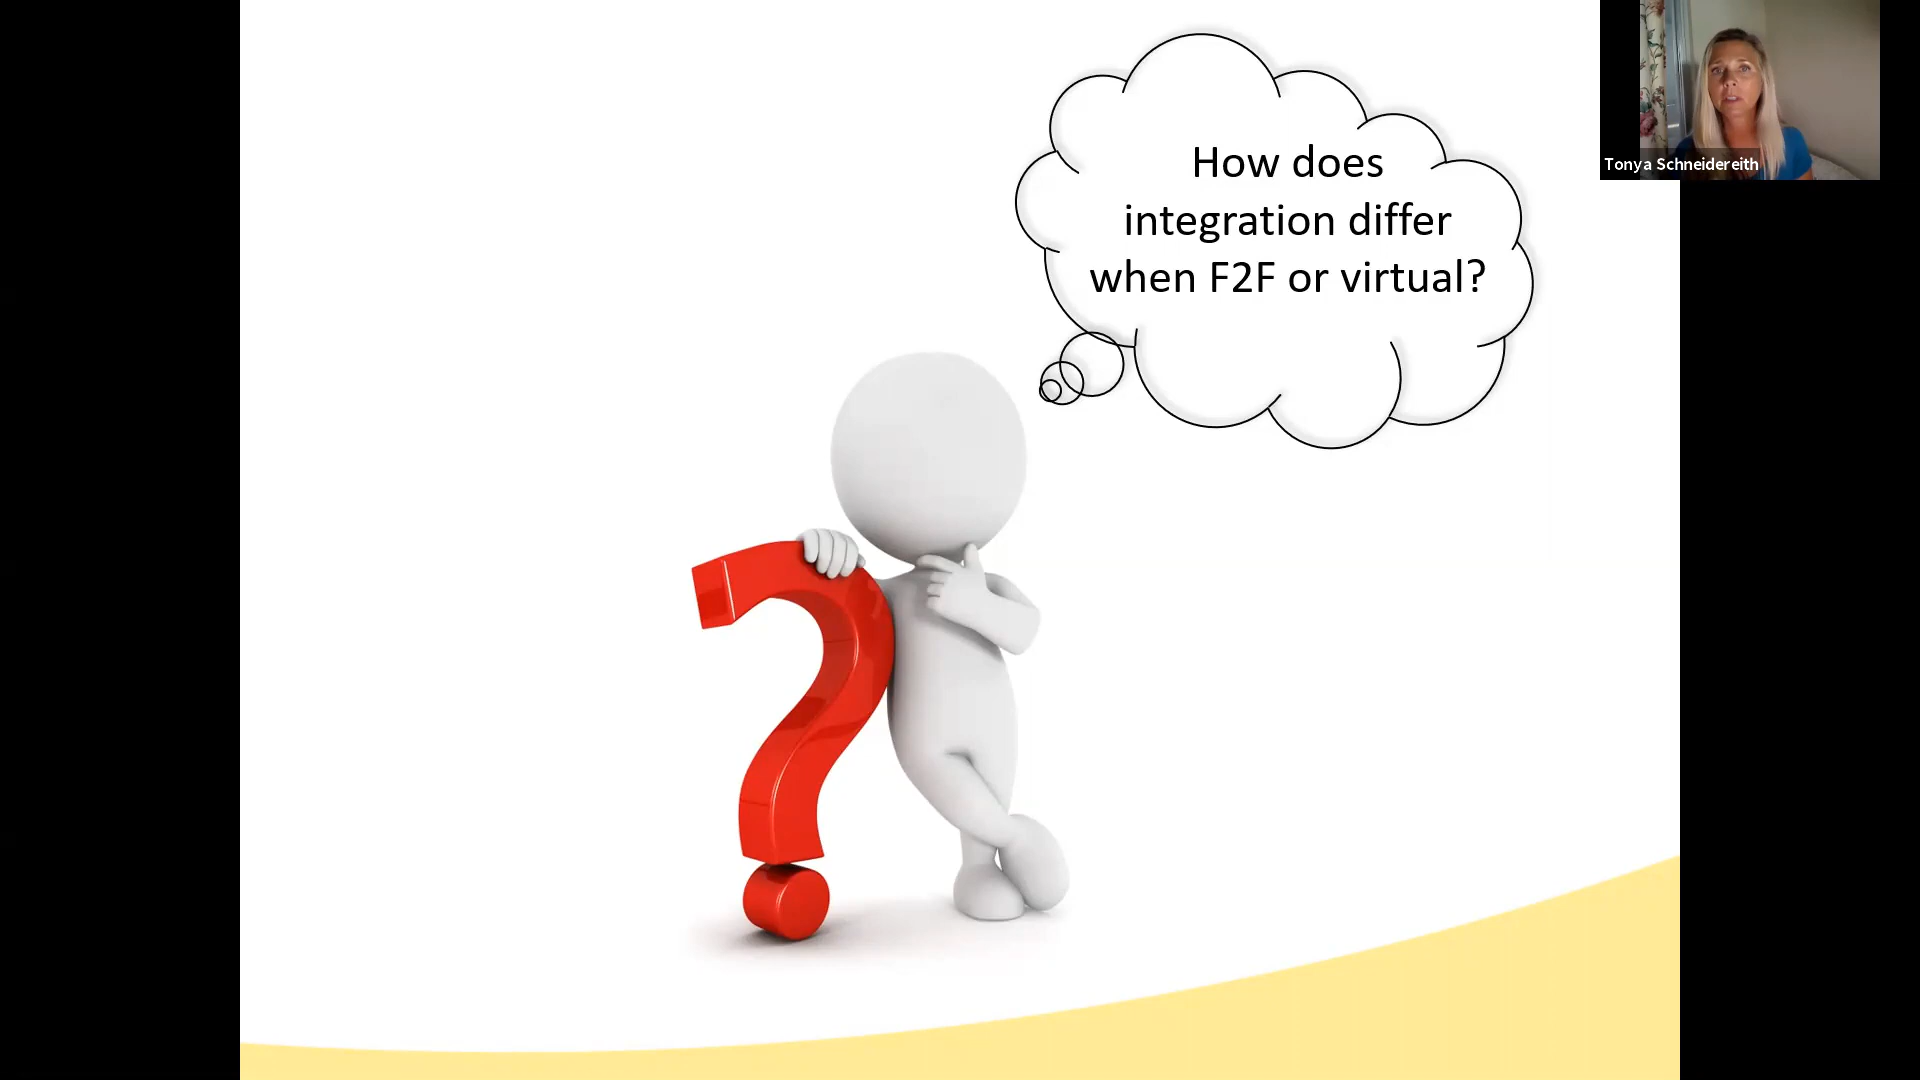 How does
integration differ
when F2F or virtual?
Tonya Schneidereith